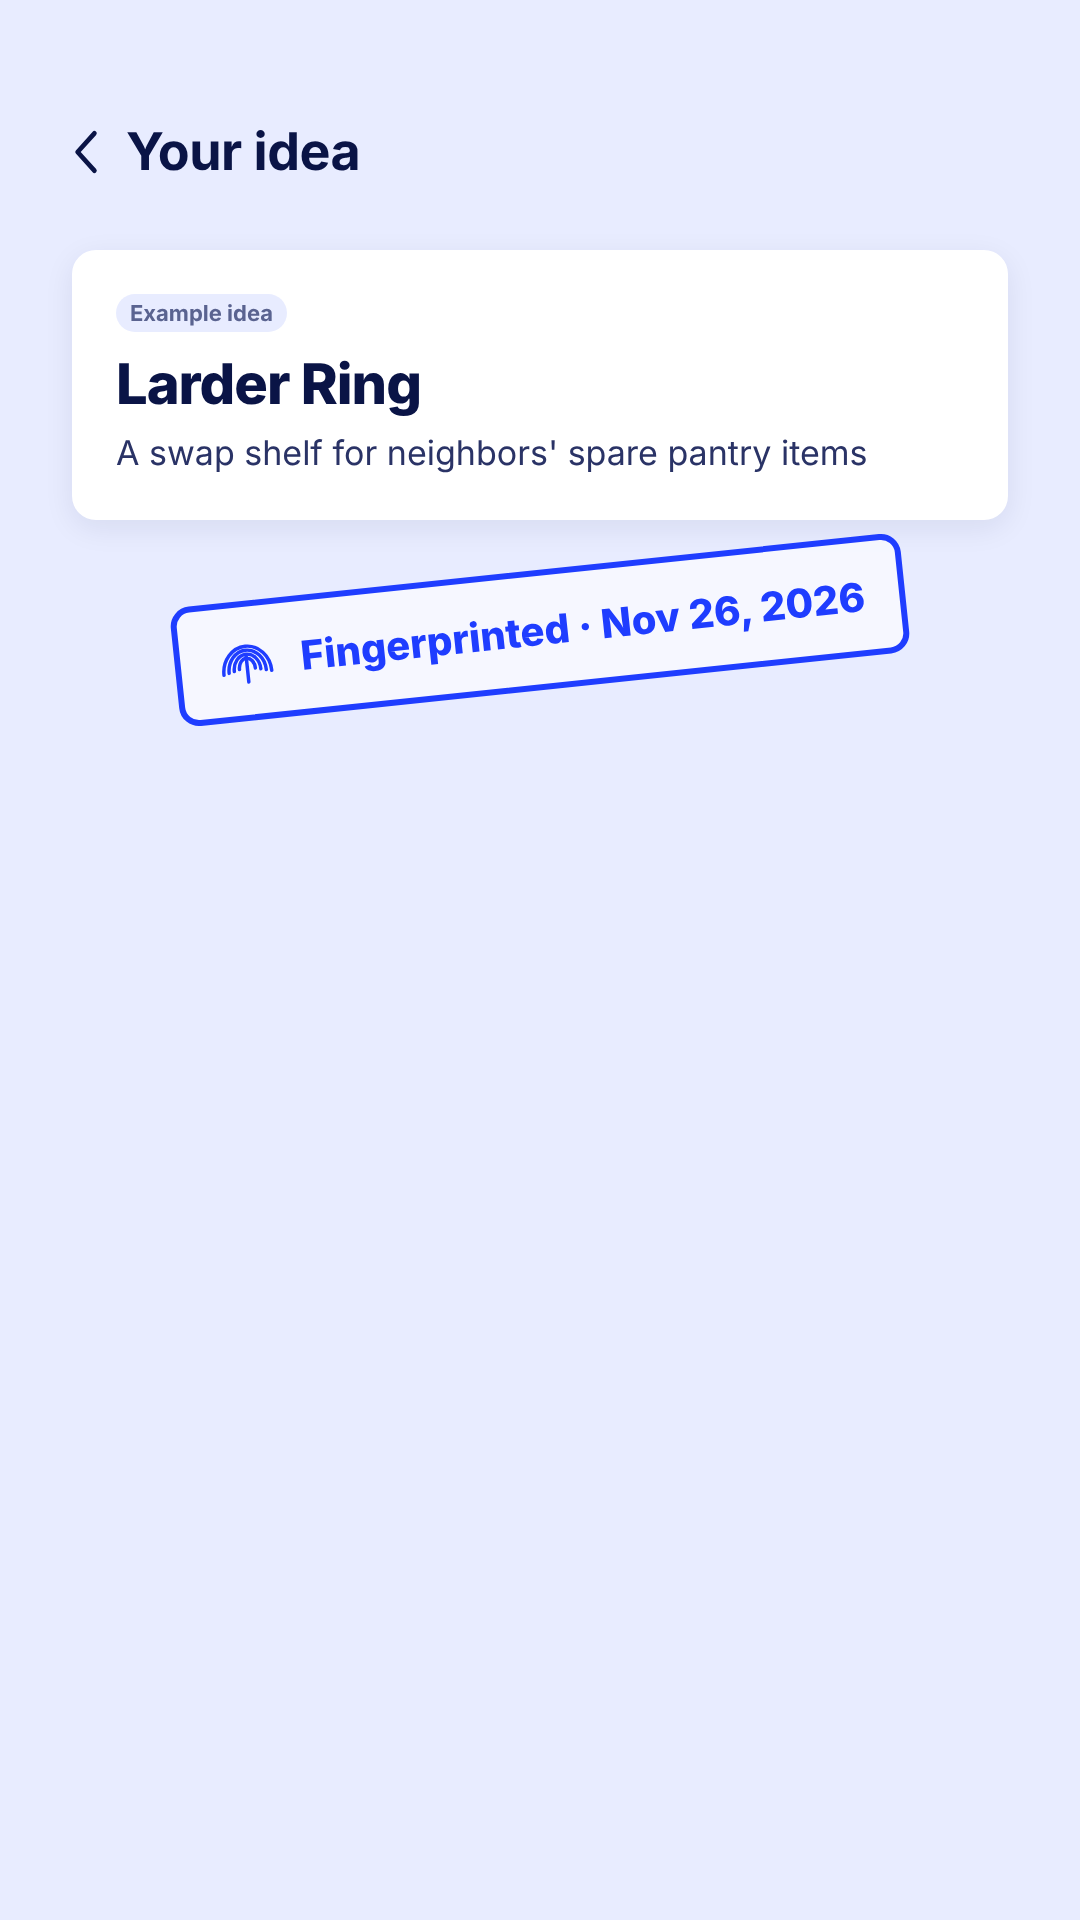 Your idea
Example idea
Larder Ring
A swap shelf for neighbors' spare pantry items
Fingerprinted · Nov 26, 2026